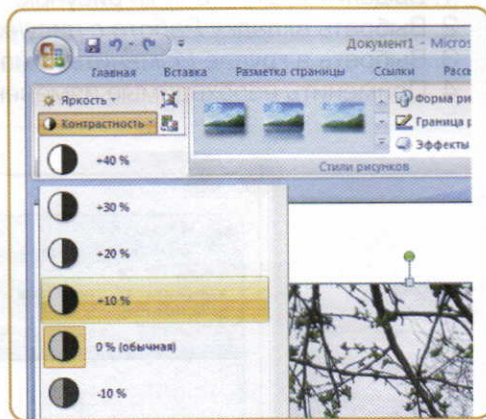 Документ1 - Micros
Главная Вставка Разметка страницы Ссылки Расс
Яркость Форма ри
Контрастность Граница р
Эффекты
+40 % Стили рисунков
+30 %
+20 %
+10 %
0 % (обычная)
-10 %